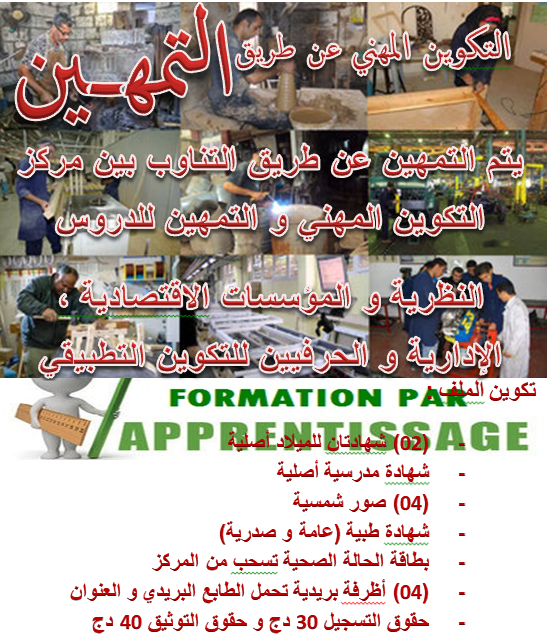 التكوين المهني عن طريق التمهـين
يتم التمهين عن طريق التناوب بين مركز
التكوين المهني و التمهين للدروس
النظرية و المؤسسات الاقتصادية ،
الإدارية و الحرفيين للتكوين التطبيقي
تكوين الملف :
FORMATION PAR
APPRENTISSAGE
- (02) شهادتان للميلاد أصلية
- شهادة مدرسية أصلية
- (04) صور شمسية
- شهادة طبية (عامة و صدرية)
- بطاقة الحالة الصحية تسحب من المركز
- (04) أظرفة بريدية تحمل الطابع البريدي و العنوان
- حقوق التسجيل 30 دج و حقوق التوثيق 40 دج